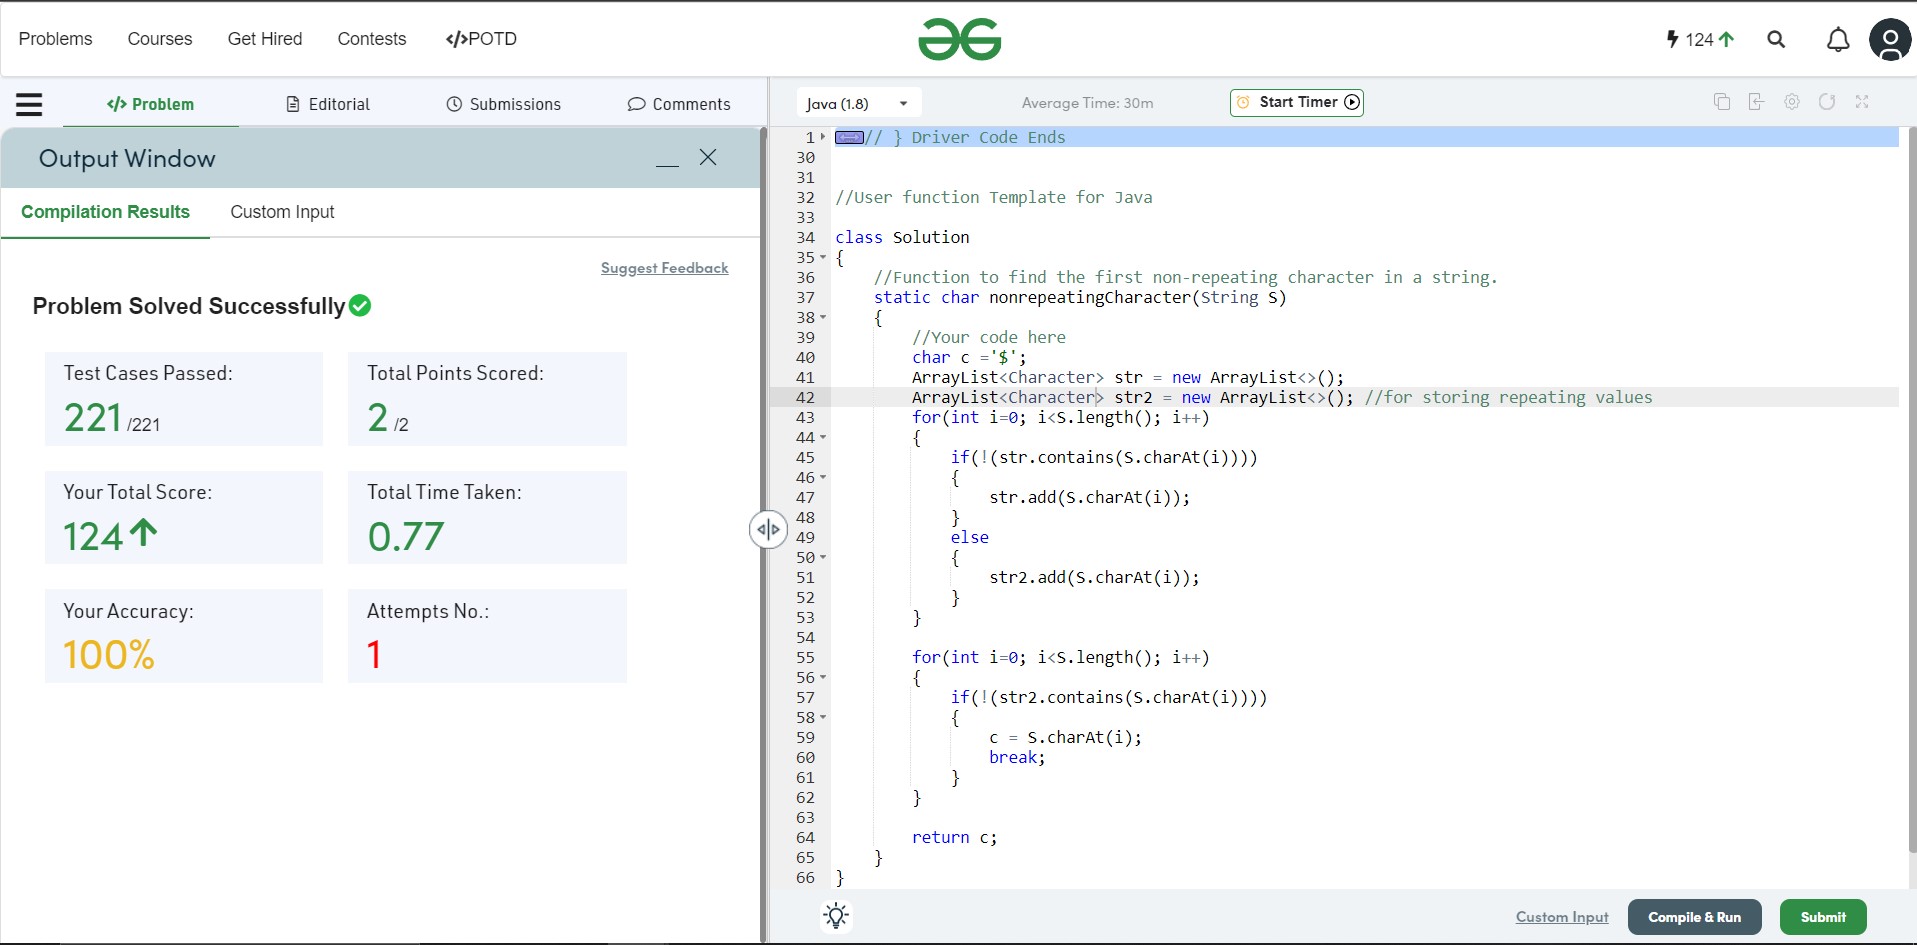 Problems Courses Get Hired Contests </>POTD 124
</> Problem Editorial Submissions Comments
Output Window
Compilation Results Custom Input
Suggest Feedback
Problem Solved Successfully
Test Cases Passed: Total Points Scored:
221 /221 2 /2
Your Total Score: Total Time Taken:
124 0.77
Your Accuracy: Attempts No.:
100% 1
Java (1.8) Average Time: 30m Start Timer
1 // } Driver Code Ends
30
31
32 //User function Template for Java
33
34 class Solution
35 {
36 //Function to find the first non-repeating character in a string.
37 static char nonrepeatingCharacter(String S)
38 {
39 //Your code here
40 char c ='$';
41 ArrayList<Character> str = new ArrayList<>();
42 ArrayList<Character> str2 = new ArrayList<>(); //for storing repeating values
43 for(int i=0; i<S.length(); i++)
44 {
45 if(!(str.contains(S.charAt(i))))
46 {
47 str.add(S.charAt(i));
48 }
49 else
50 {
51 str2.add(S.charAt(i));
52 }
53 }
54
55 for(int i=0; i<S.length(); i++)
56 {
57 if(!(str2.contains(S.charAt(i))))
58 {
59 c = S.charAt(i);
60 break;
61 }
62 }
63
64 return c;
65 }
66 }
Custom Input Compile & Run Submit